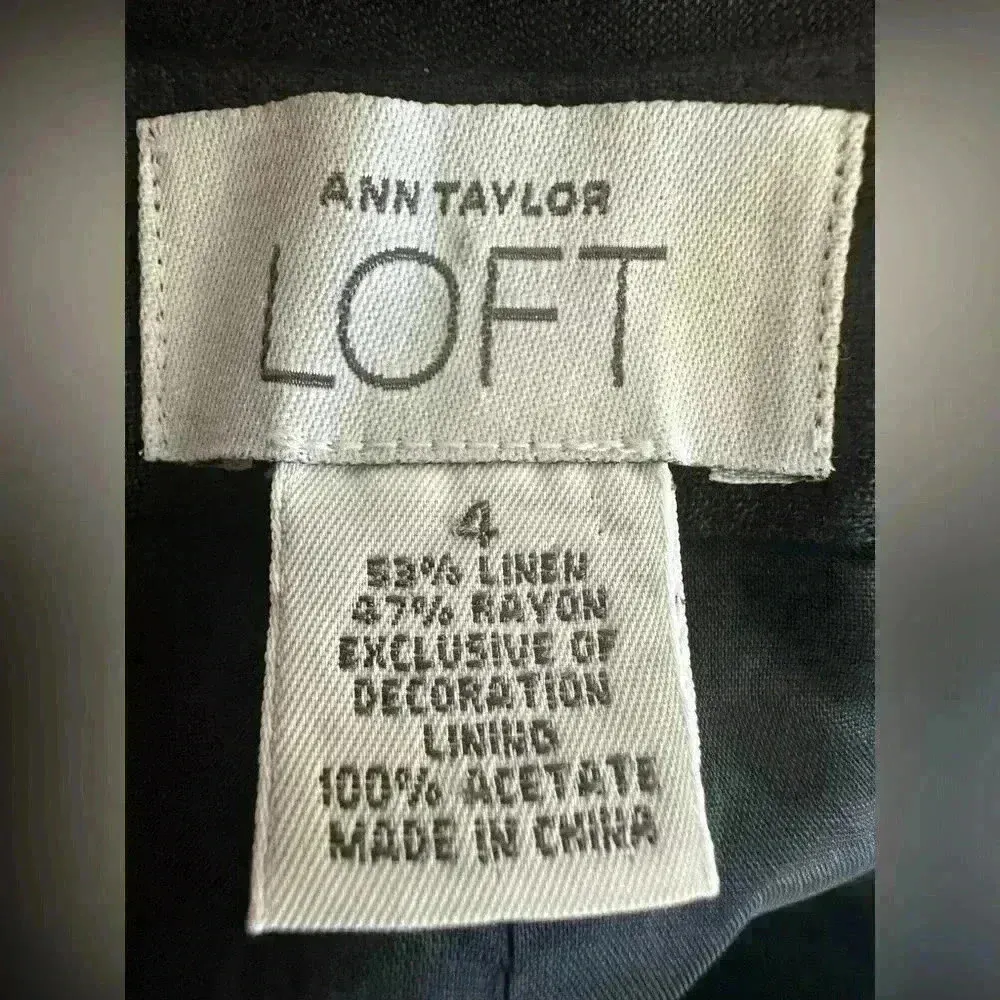 ANN TAYLOR
LOFT
4
53% LINEN
47% RAYON
EXCLUSIVE OF
DECORATION
LINING
100% ACETATE
MADE IN CHINA